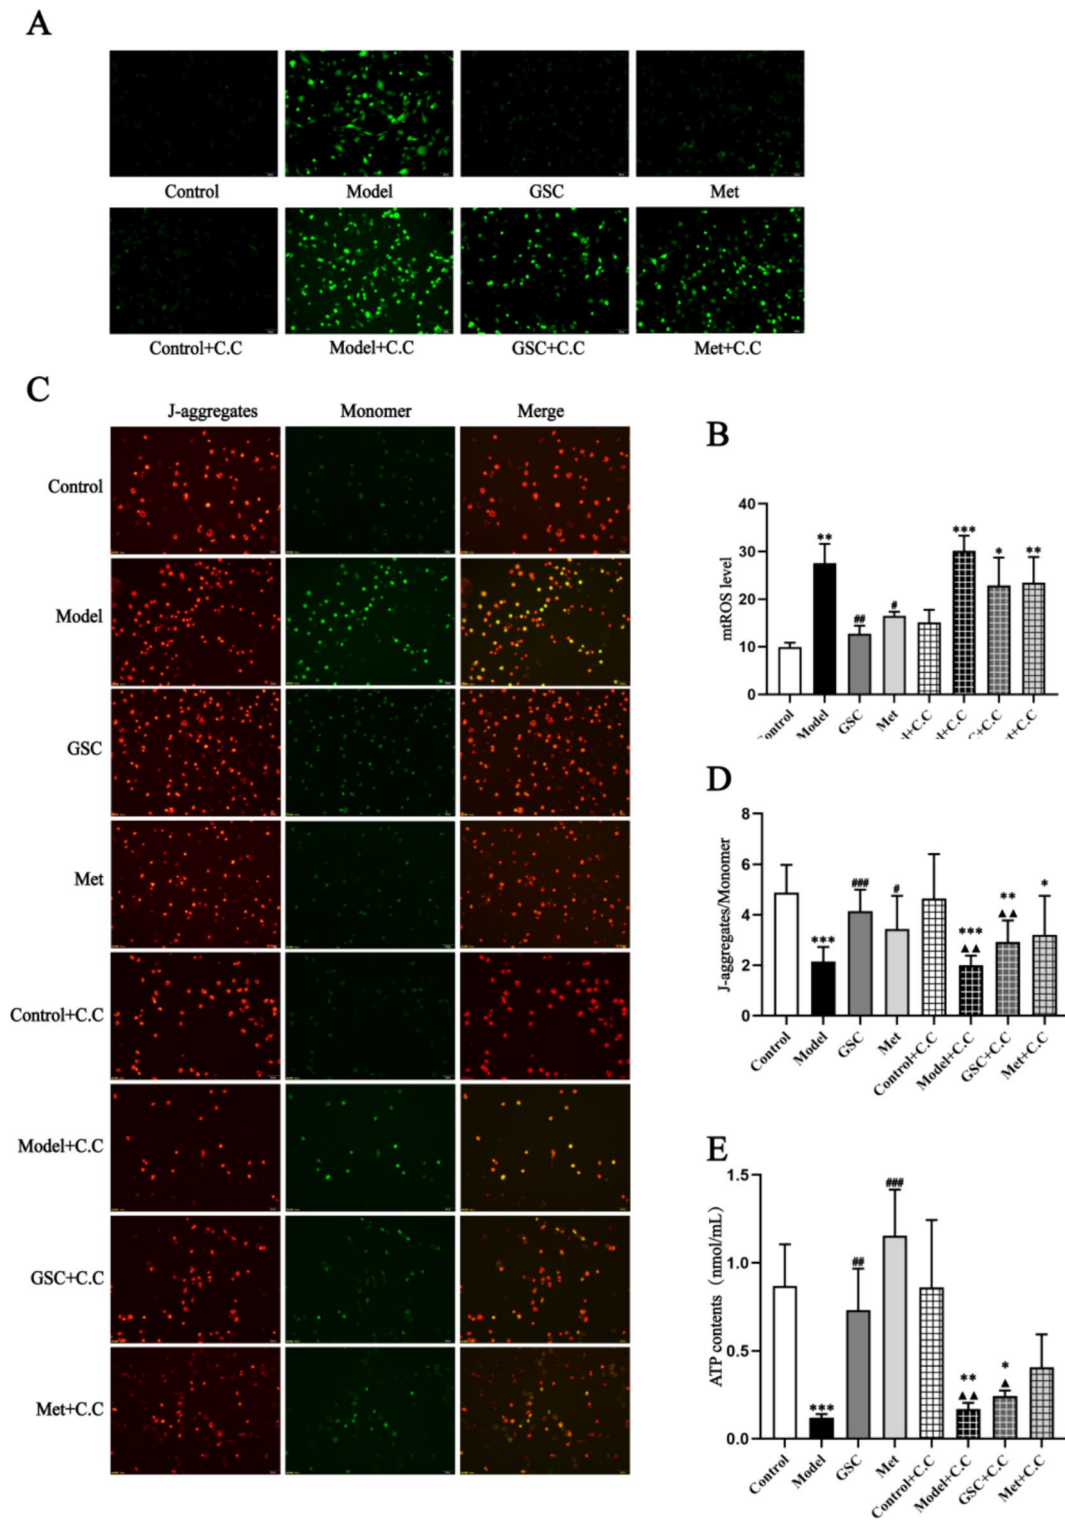 A
Control Model GSC Met
Control+C.C Model+C.C GSC+C.C Met+C.C
C
J-aggregates Monomer Merge
Control
Model
GSC
Met
Control+C.C
Model+C.C
GSC+C.C
Met+C.C
B
mtROS level
40
30
20
10
0
** ## # *** * **
Model GSC Met
D
J-aggregates/Monomer
8
6
4
2
0
*** ### # *** ▲▲ ** ▲▲ *
Control Model GSC Met Control+C.C Model+C.C GSC+C.C Met+C.C
E
ATP contents（nmol/mL）
1.5
1.0
0.5
0.0
*** ## ### ** ▲▲ * ▲
Control Model GSC Met Control+C.C Model+C.C GSC+C.C Met+C.C